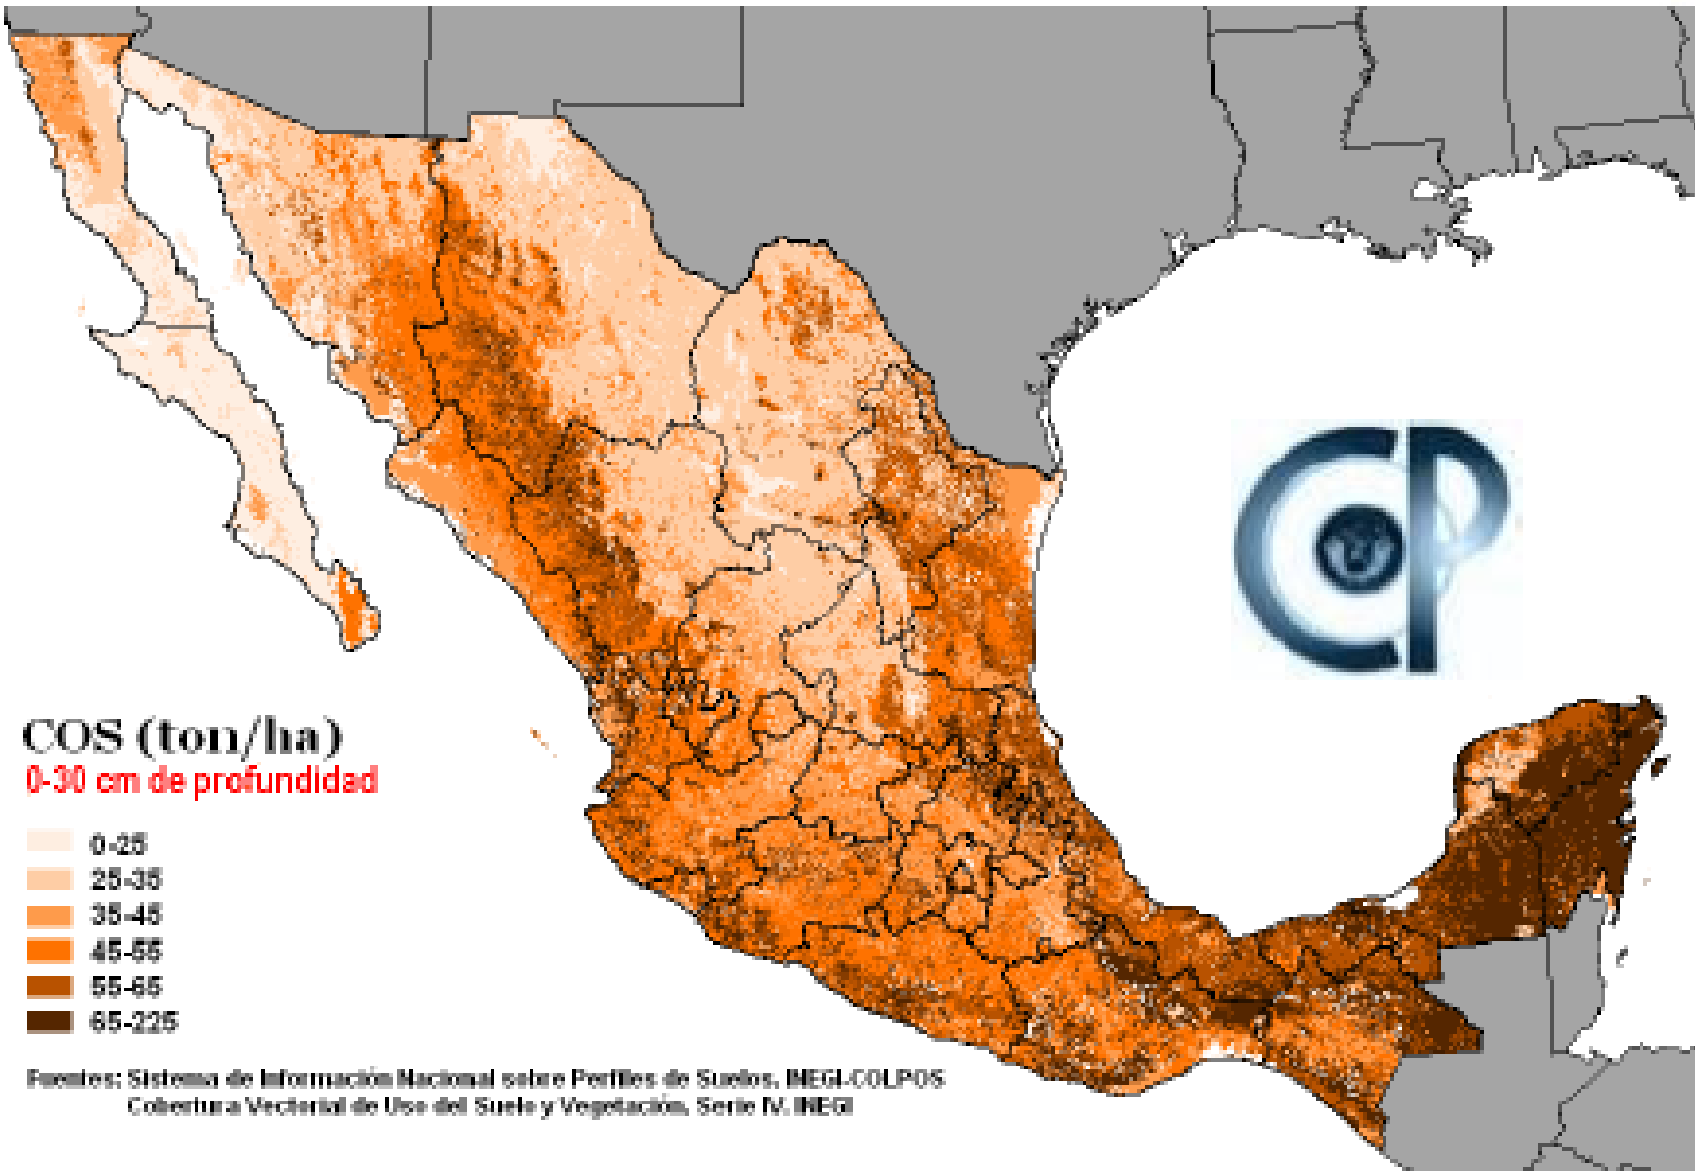 COS (ton/ha)
0-30 cm de profundidad
0-25
25-35
35-45
45-55
55-65
65-225
Fuentes: Sistema de Información Nacional sobre Perfiles de Suelos. INEGI-COLPOS
Cobertura Vectorial de Uso del Suelo y Vegetación. Serie IV. INEGI
CP